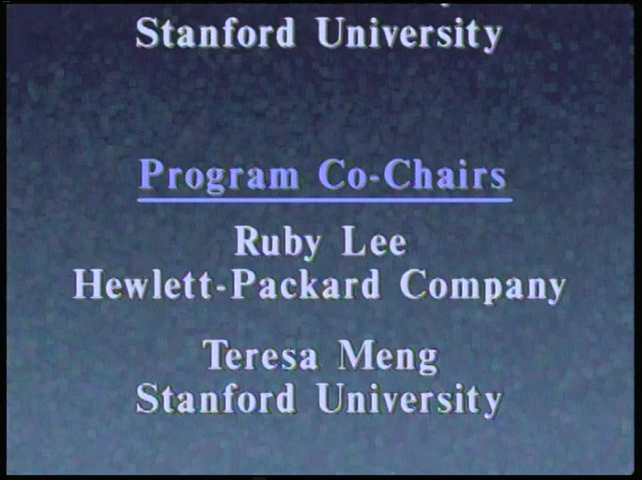 Stanford University
Program Co-Chairs
Ruby Lee
Hewlett-Packard Company
Teresa Meng
Stanford University